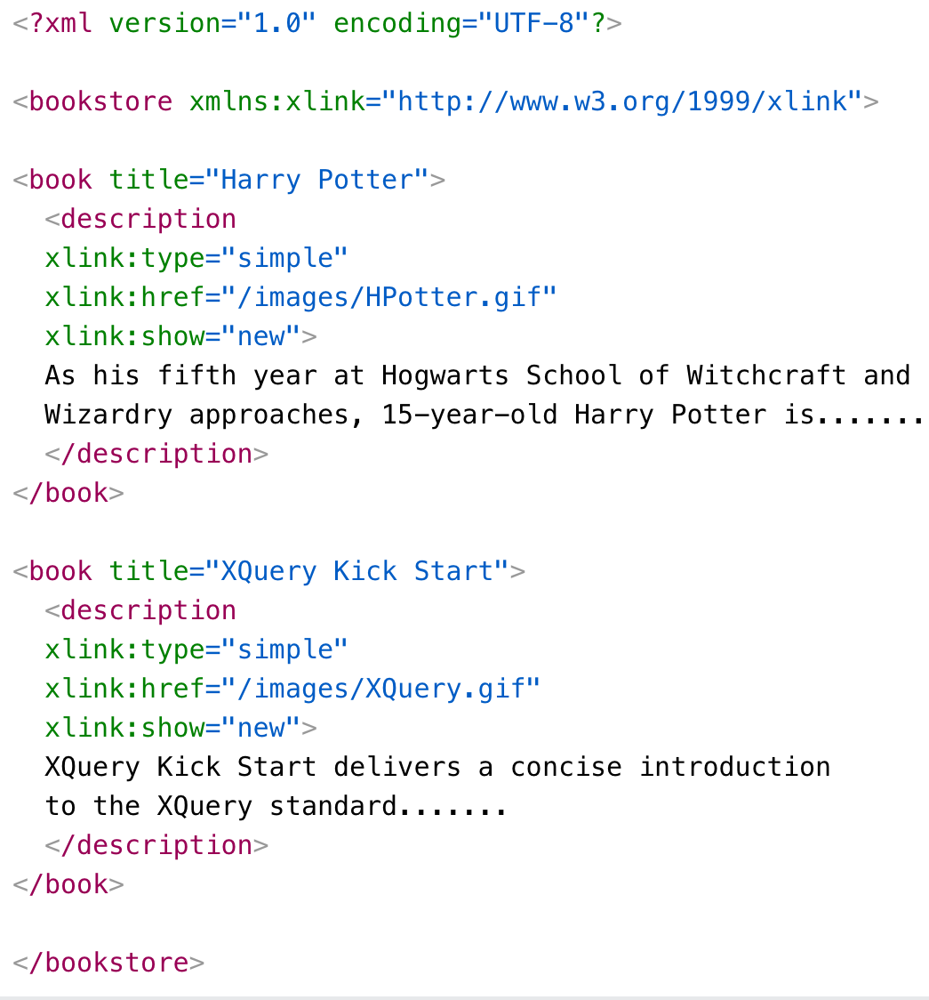 <?xml version="1.0" encoding="UTF-8"?>
<bookstore xmlns:xlink="http://www.w3.org/1999/xlink">
<book title="Harry Potter">
<description
xlink:type="simple"
xlink:href="/images/HPotter.gif"
xlink:show="new">
As his fifth year at Hogwarts School of Witchcraft and
Wizardry approaches, 15-year-old Harry Potter is.......
</description>
</book>
<book title="XQuery Kick Start">
<description
xlink:type="simple"
xlink:href="/images/XQuery.gif"
xlink:show="new">
XQuery Kick Start delivers a concise introduction
to the XQuery standard.......
</description>
</book>
</bookstore>